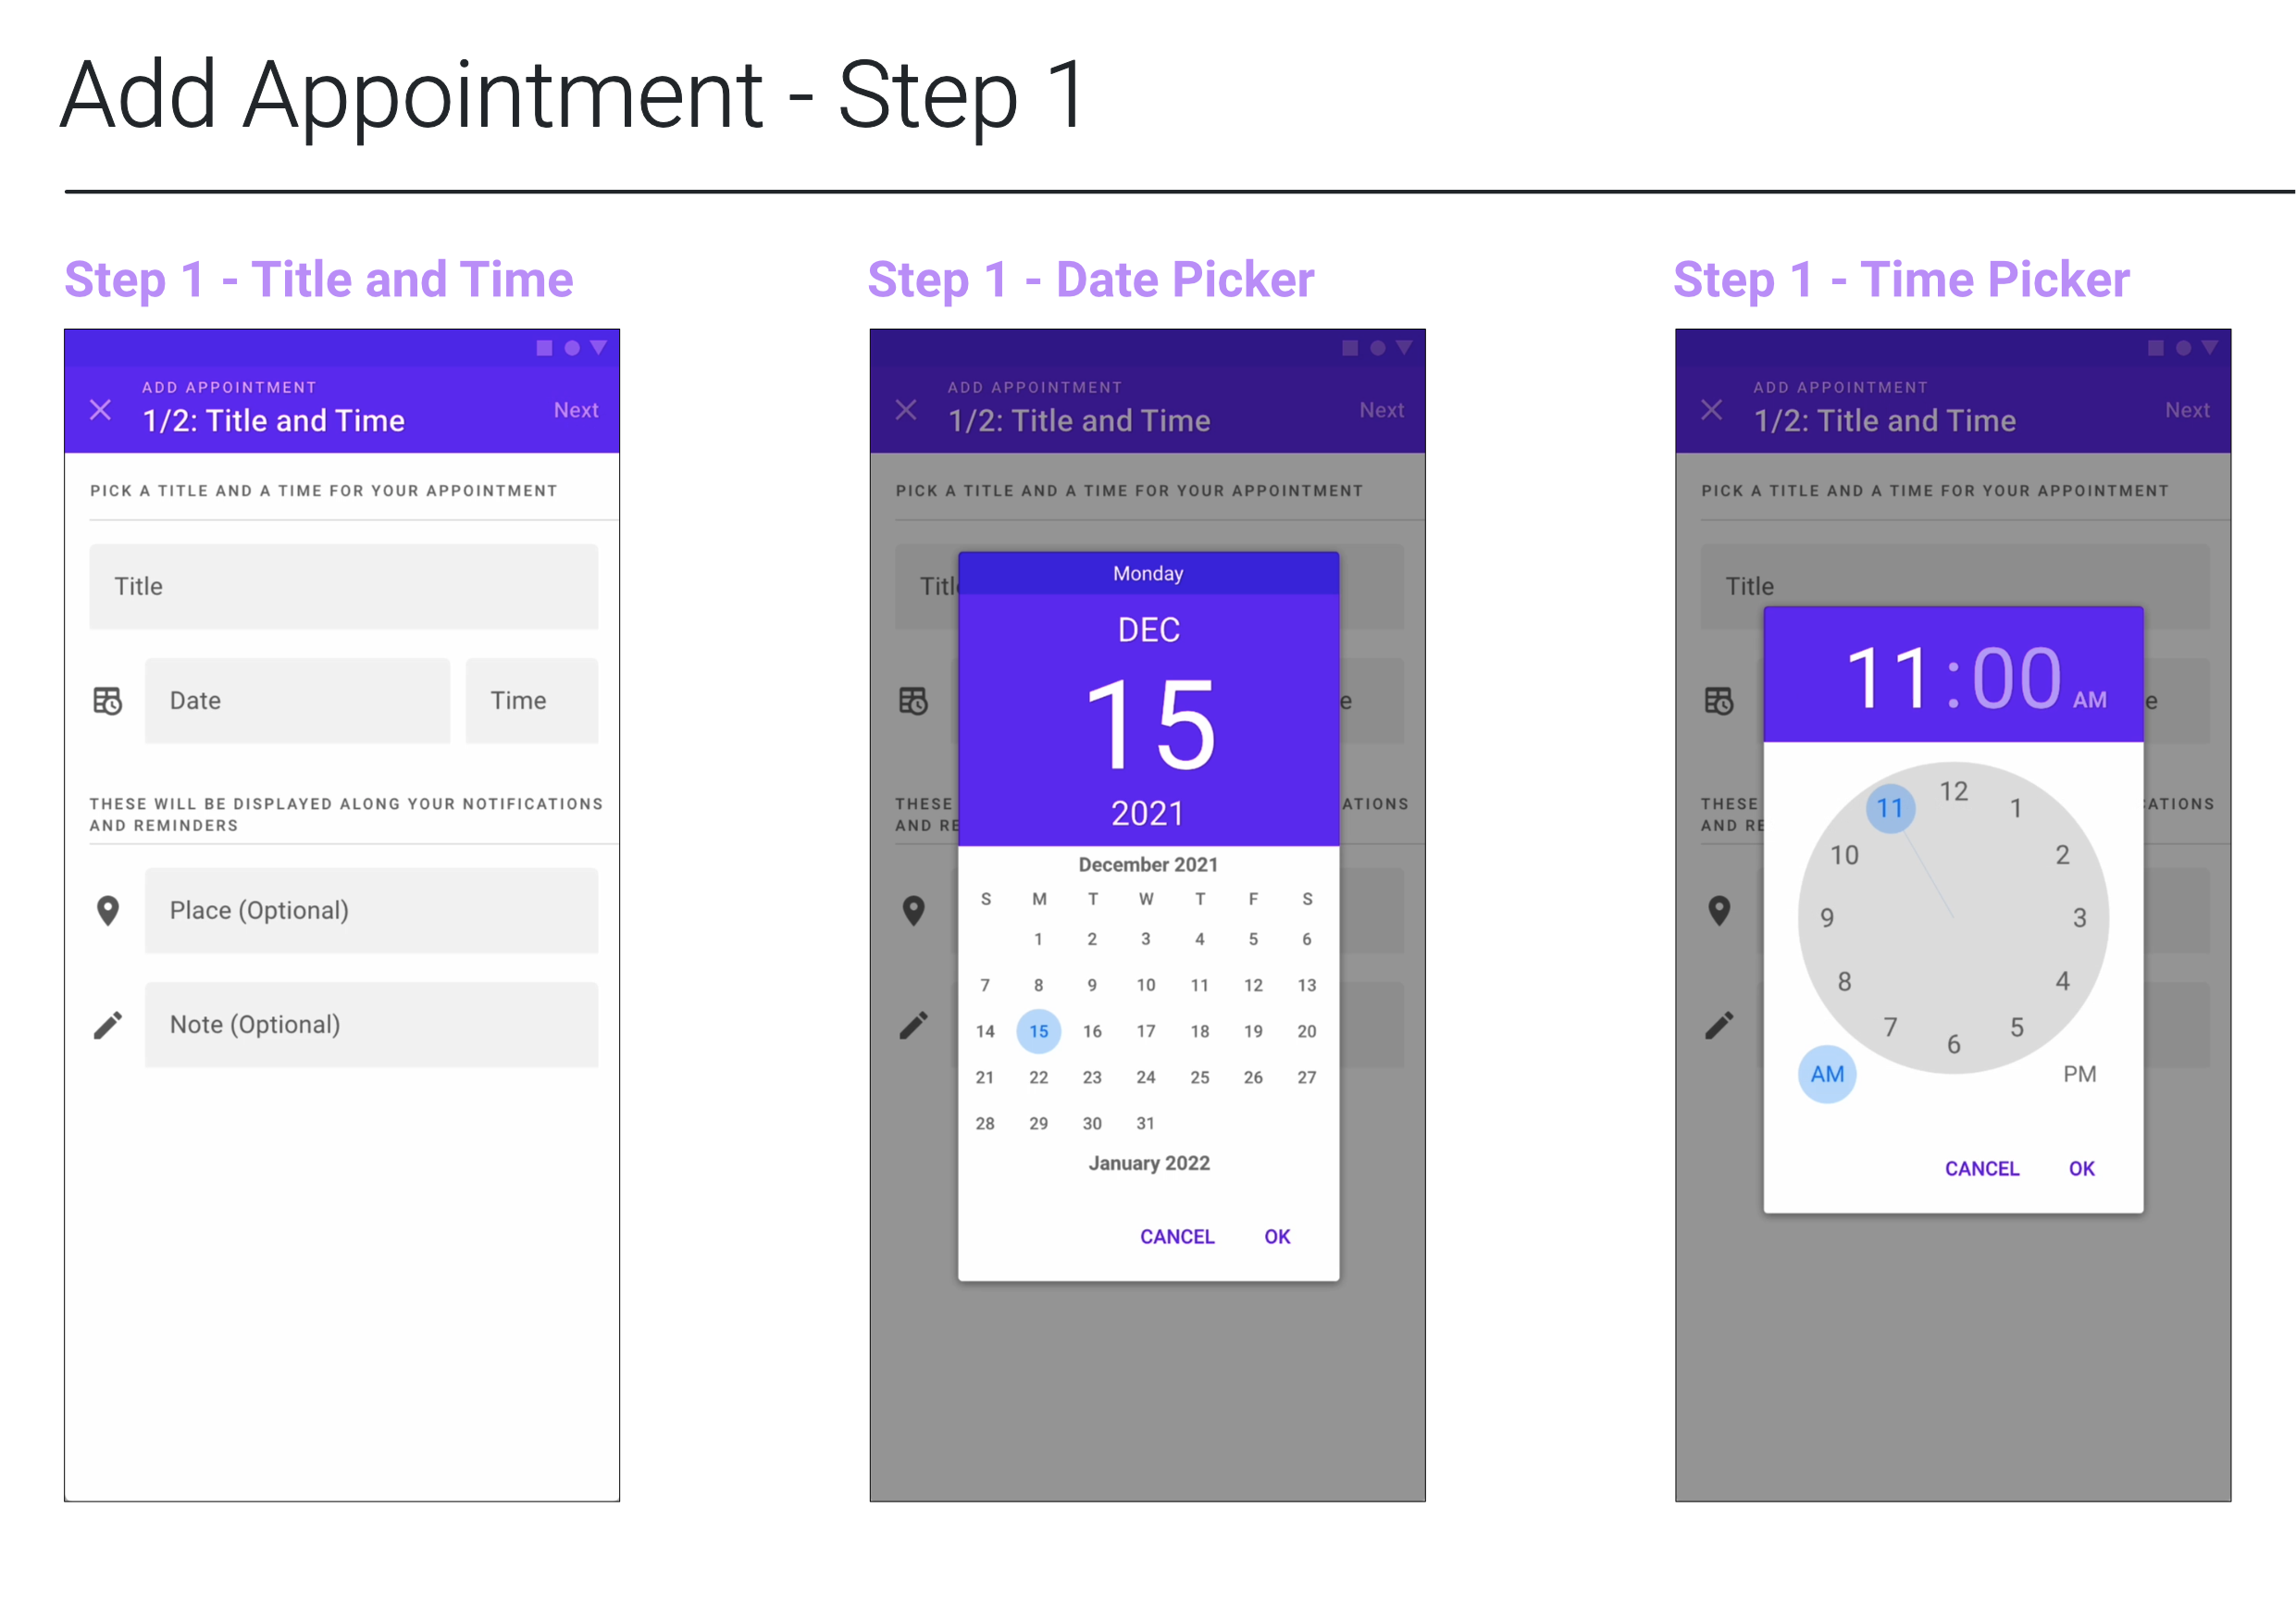 Add Appointment - Step 1
Step 1 - Title and Time
ADD APPOINTMENT
1/2: Title and Time
Next
PICK A TITLE AND A TIME FOR YOUR APPOINTMENT
Title
Date
Time
THESE WILL BE DISPLAYED ALONG YOUR NOTIFICATIONS
AND REMINDERS
Place (Optional)
Note (Optional)
Step 1 - Date Picker
ADD APPOINTMENT
1/2: Title and Time
Next
PICK A TITLE AND A TIME FOR YOUR APPOINTMENT
Monday
DEC
15
2021
THESE
December 2021
S M T W T F S
1 2 3 4 5 6
7 8 9 10 11 12 13
14 15 16 17 18 19 20
21 22 23 24 25 26 27
28 29 30 31
January 2022
CANCEL OK
Step 1 - Time Picker
ADD APPOINTMENT
1/2: Title and Time
Next
PICK A TITLE AND A TIME FOR YOUR APPOINTMENT
Title
11:00 AM
THESE
12
11
1
10
2
9
3
8
4
7
5
6
AM
PM
CANCEL OK